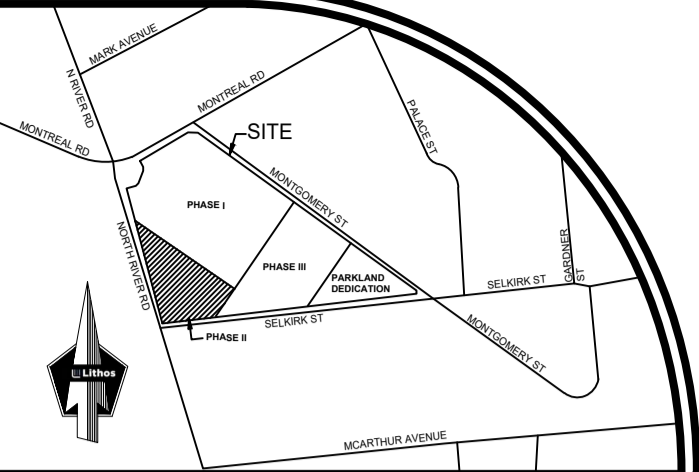 MARK AVENUE
N RIVER RD
MONTREAL RD
MONTREAL RD
SITE
PALACE ST
MONTGOMERY ST
PHASE I
NORTH RIVER RD
PHASE III
PARKLAND
DEDICATION
GARDNER
ST
SELKIRK ST
SELKIRK ST
PHASE II
MONTGOMERY ST
Lithos
MCARTHUR AVENUE